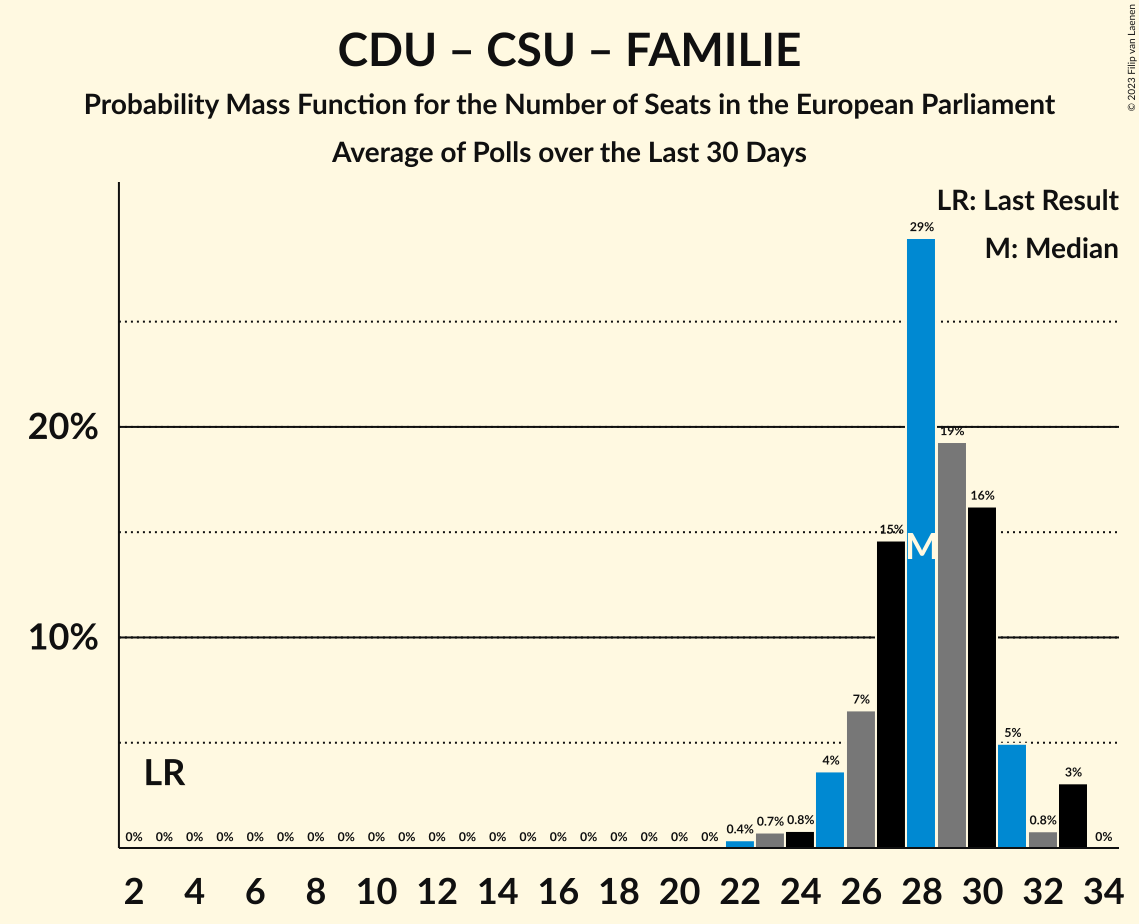 CDU – CSU – FAMILIE
Probability Mass Function for the Number of Seats in the European Parliament
Average of Polls over the Last 30 Days
© 2023 Filip van Laenen
LR: Last Result
M: Median
29%
20%
19%
16%
15%
M
10%
7%
5%
LR
4%
3%
0% 0% 0% 0% 0% 0% 0% 0% 0% 0% 0% 0% 0% 0% 0% 0% 0% 0% 0% 0% 0.4% 0.7% 0.8% 0.8% 0%
2 4 6 8 10 12 14 16 18 20 22 24 26 28 30 32 34